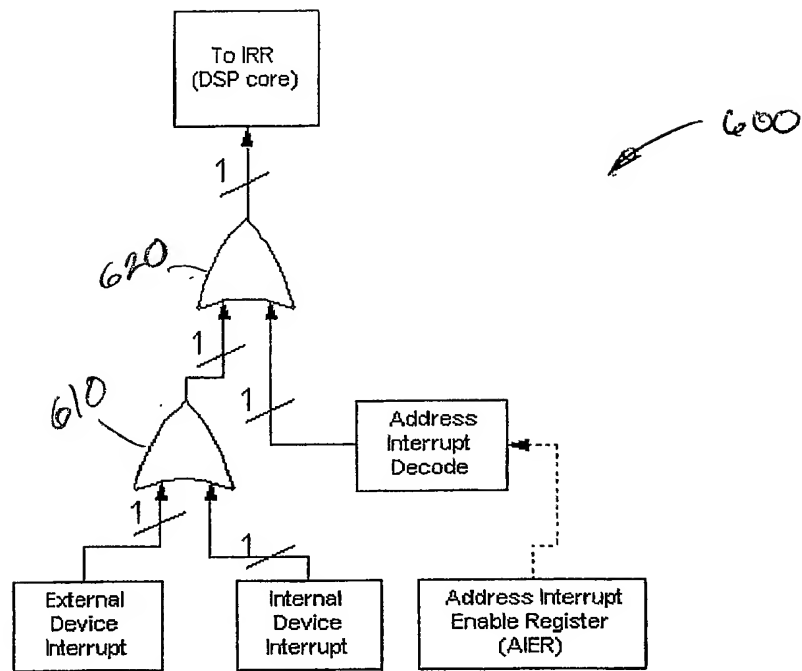 To IRR
(DSP core)
600
1
620
1
1
610
Address
Interrupt
Decode
1
1
External
Device
Interrupt
Internal
Device
Interrupt
Address Interrupt
Enable Register
(AIER)